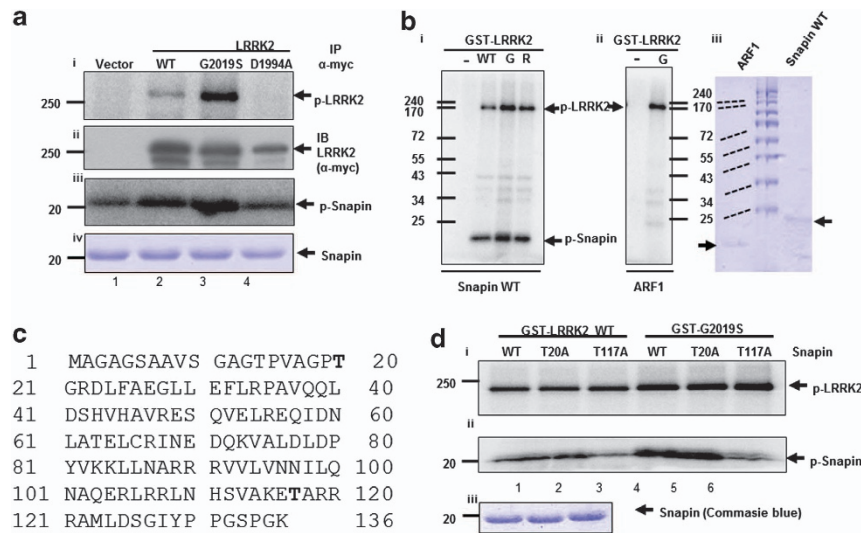 a
LRRK2
Vector WT G2019S D1994A
IP
α-myc
i
250
p-LRRK2
ii
250
IB
LRRK2
(α-myc)
iii
20
p-Snapin
iv
20
Snapin
1 2 3 4
b
i
GST-LRRK2
- WT G R
240
170
72
55
43
34
25
p-LRRK2
p-Snapin
Snapin WT
ii
GST-LRRK2
- G
240
170
72
55
43
34
25
ARF1
iii
ARF1
Snapin WT
c
1 MAGAGSAAVS GAGTPVAGPT 20
21 GRDLFAEGLL EFLRPAVQQL 40
41 DSHVHAVRES QVELREQIDN 60
61 LATELCRINE DQKVALDLDP 80
81 YVKKLLNARR RVVLVNNILQ 100
101 NAQERLRRLN HSVAKETARR 120
121 RAMLDSGIYP PGSPGK 136
d
GST-LRRK2 WT GST-G2019S
i
WT T20A T117A WT T20A T117A Snapin
250
p-LRRK2
ii
20
p-Snapin
1 2 3 4 5 6
iii
20
Snapin (Commasie blue)